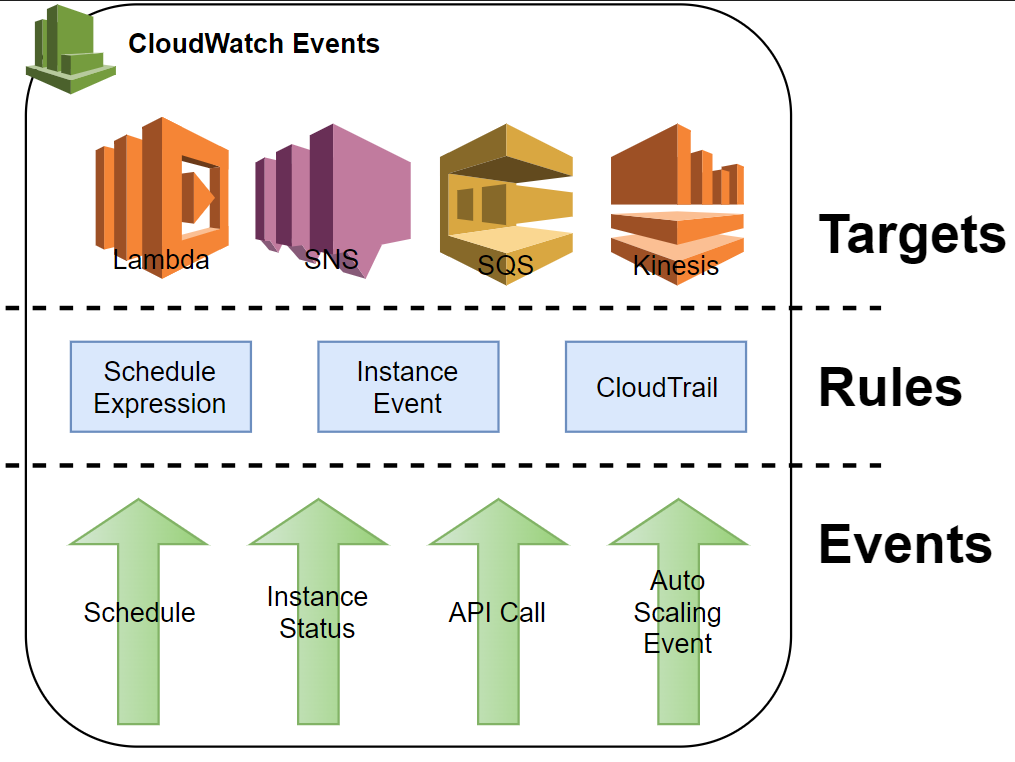 CloudWatch Events
Lambda
SNS
SQS
Kinesis
Targets
Schedule
Expression
Instance
Event
CloudTrail
Rules
Schedule
Instance
Status
API Call
Auto
Scaling
Event
Events